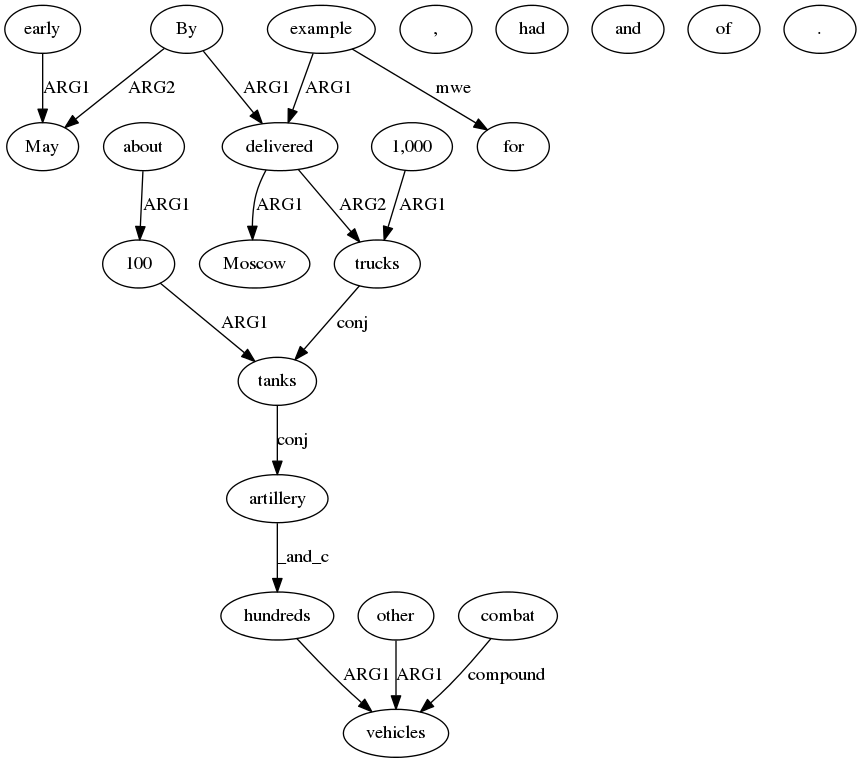 early By example , had and of .
ARG1 ARG2 ARG1 ARG1 mwe
May about delivered 1,000 for
ARG1 ARG1 ARG2 ARG1
100 Moscow trucks
ARG1 conj
tanks
conj
artillery
_and_c
hundreds other combat
ARG1 ARG1 compound
vehicles